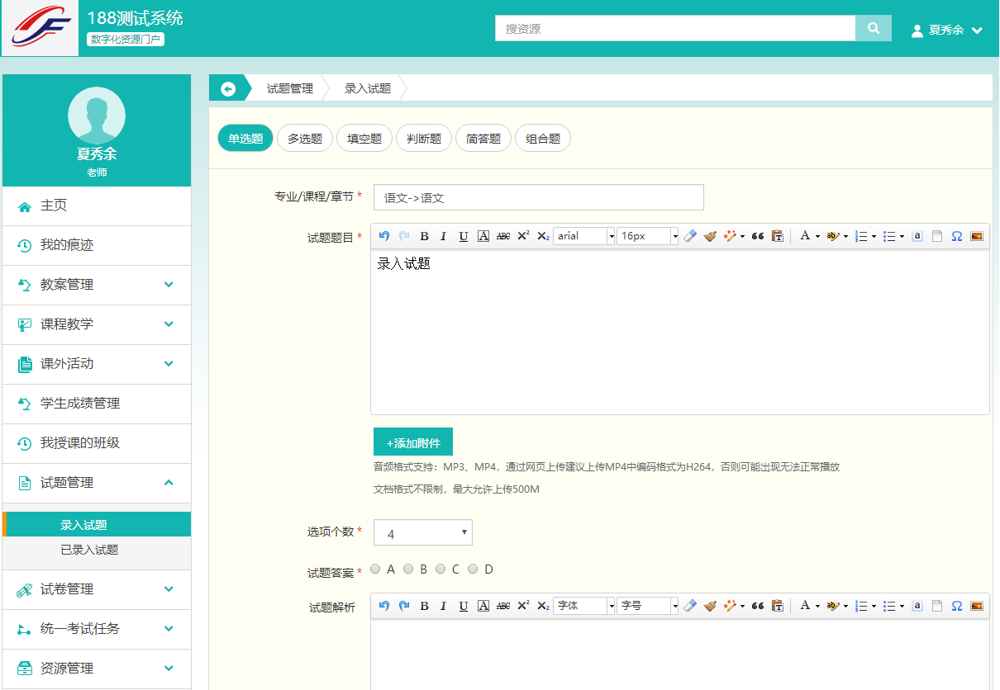 188测试系统
数字化资源门户
搜资源
夏秀余
夏秀余
老师
主页
我的痕迹
教案管理
课程教学
课外活动
学生成绩管理
我授课的班级
试题管理
录入试题
已录入试题
试卷管理
统一考试任务
资源管理
试题管理 录入试题
单选题 多选题 填空题 判断题 简答题 组合题
专业/课程/章节 * 语文->语文
试题题目 *
B I U A ABC X² X₂ arial 16px A ab a Ω
录入试题
+添加附件
音频格式支持：MP3、MP4，通过网页上传建议上传MP4中编码格式为H264，否则可能出现无法正常播放
文档格式不限制，最大允许上传500M
选项个数 * 4
试题答案 * A B C D
试题解析
B I U A ABC X² X₂ 字体 字号 A ab a Ω